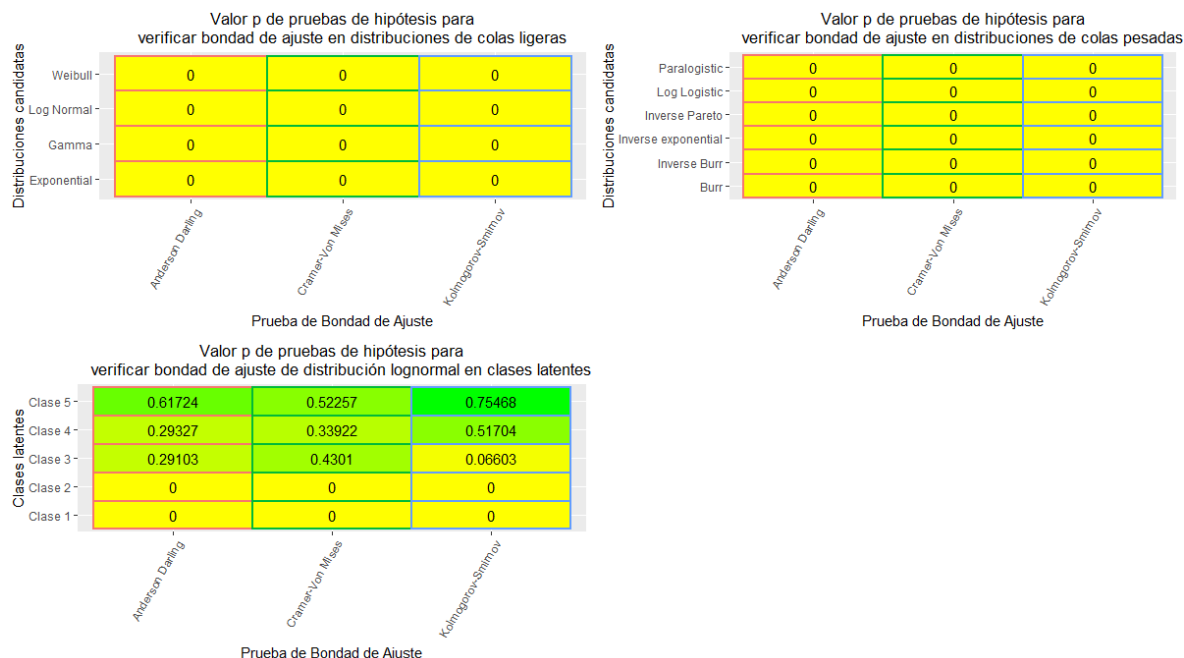 Valor p de pruebas de hipótesis para
verificar bondad de ajuste en distribuciones de colas ligeras
Distribuciones candidatas
Weibull 0 0 0
Log Normal 0 0 0
Gamma 0 0 0
Exponential 0 0 0
Anderson Darling
Cramer-Von Mises
Kolmogorov-Smirnov
Prueba de Bondad de Ajuste
Valor p de pruebas de hipótesis para
verificar bondad de ajuste en distribuciones de colas pesadas
Distribuciones candidatas
Paralogistic 0 0 0
Log Logistic 0 0 0
Inverse Pareto 0 0 0
Inverse exponential 0 0 0
Inverse Burr 0 0 0
Burr 0 0 0
Anderson Darling
Cramer-Von Mises
Kolmogorov-Smirnov
Prueba de Bondad de Ajuste
Valor p de pruebas de hipótesis para
verificar bondad de ajuste de distribución lognormal en clases latentes
Clases latentes
Clase 5 0.61724 0.52257 0.75468
Clase 4 0.29327 0.33922 0.51704
Clase 3 0.29103 0.4301 0.06603
Clase 2 0 0 0
Clase 1 0 0 0
Anderson Darling
Cramer-Von Mises
Kolmogorov-Smirnov
Prueba de Bondad de Ajuste